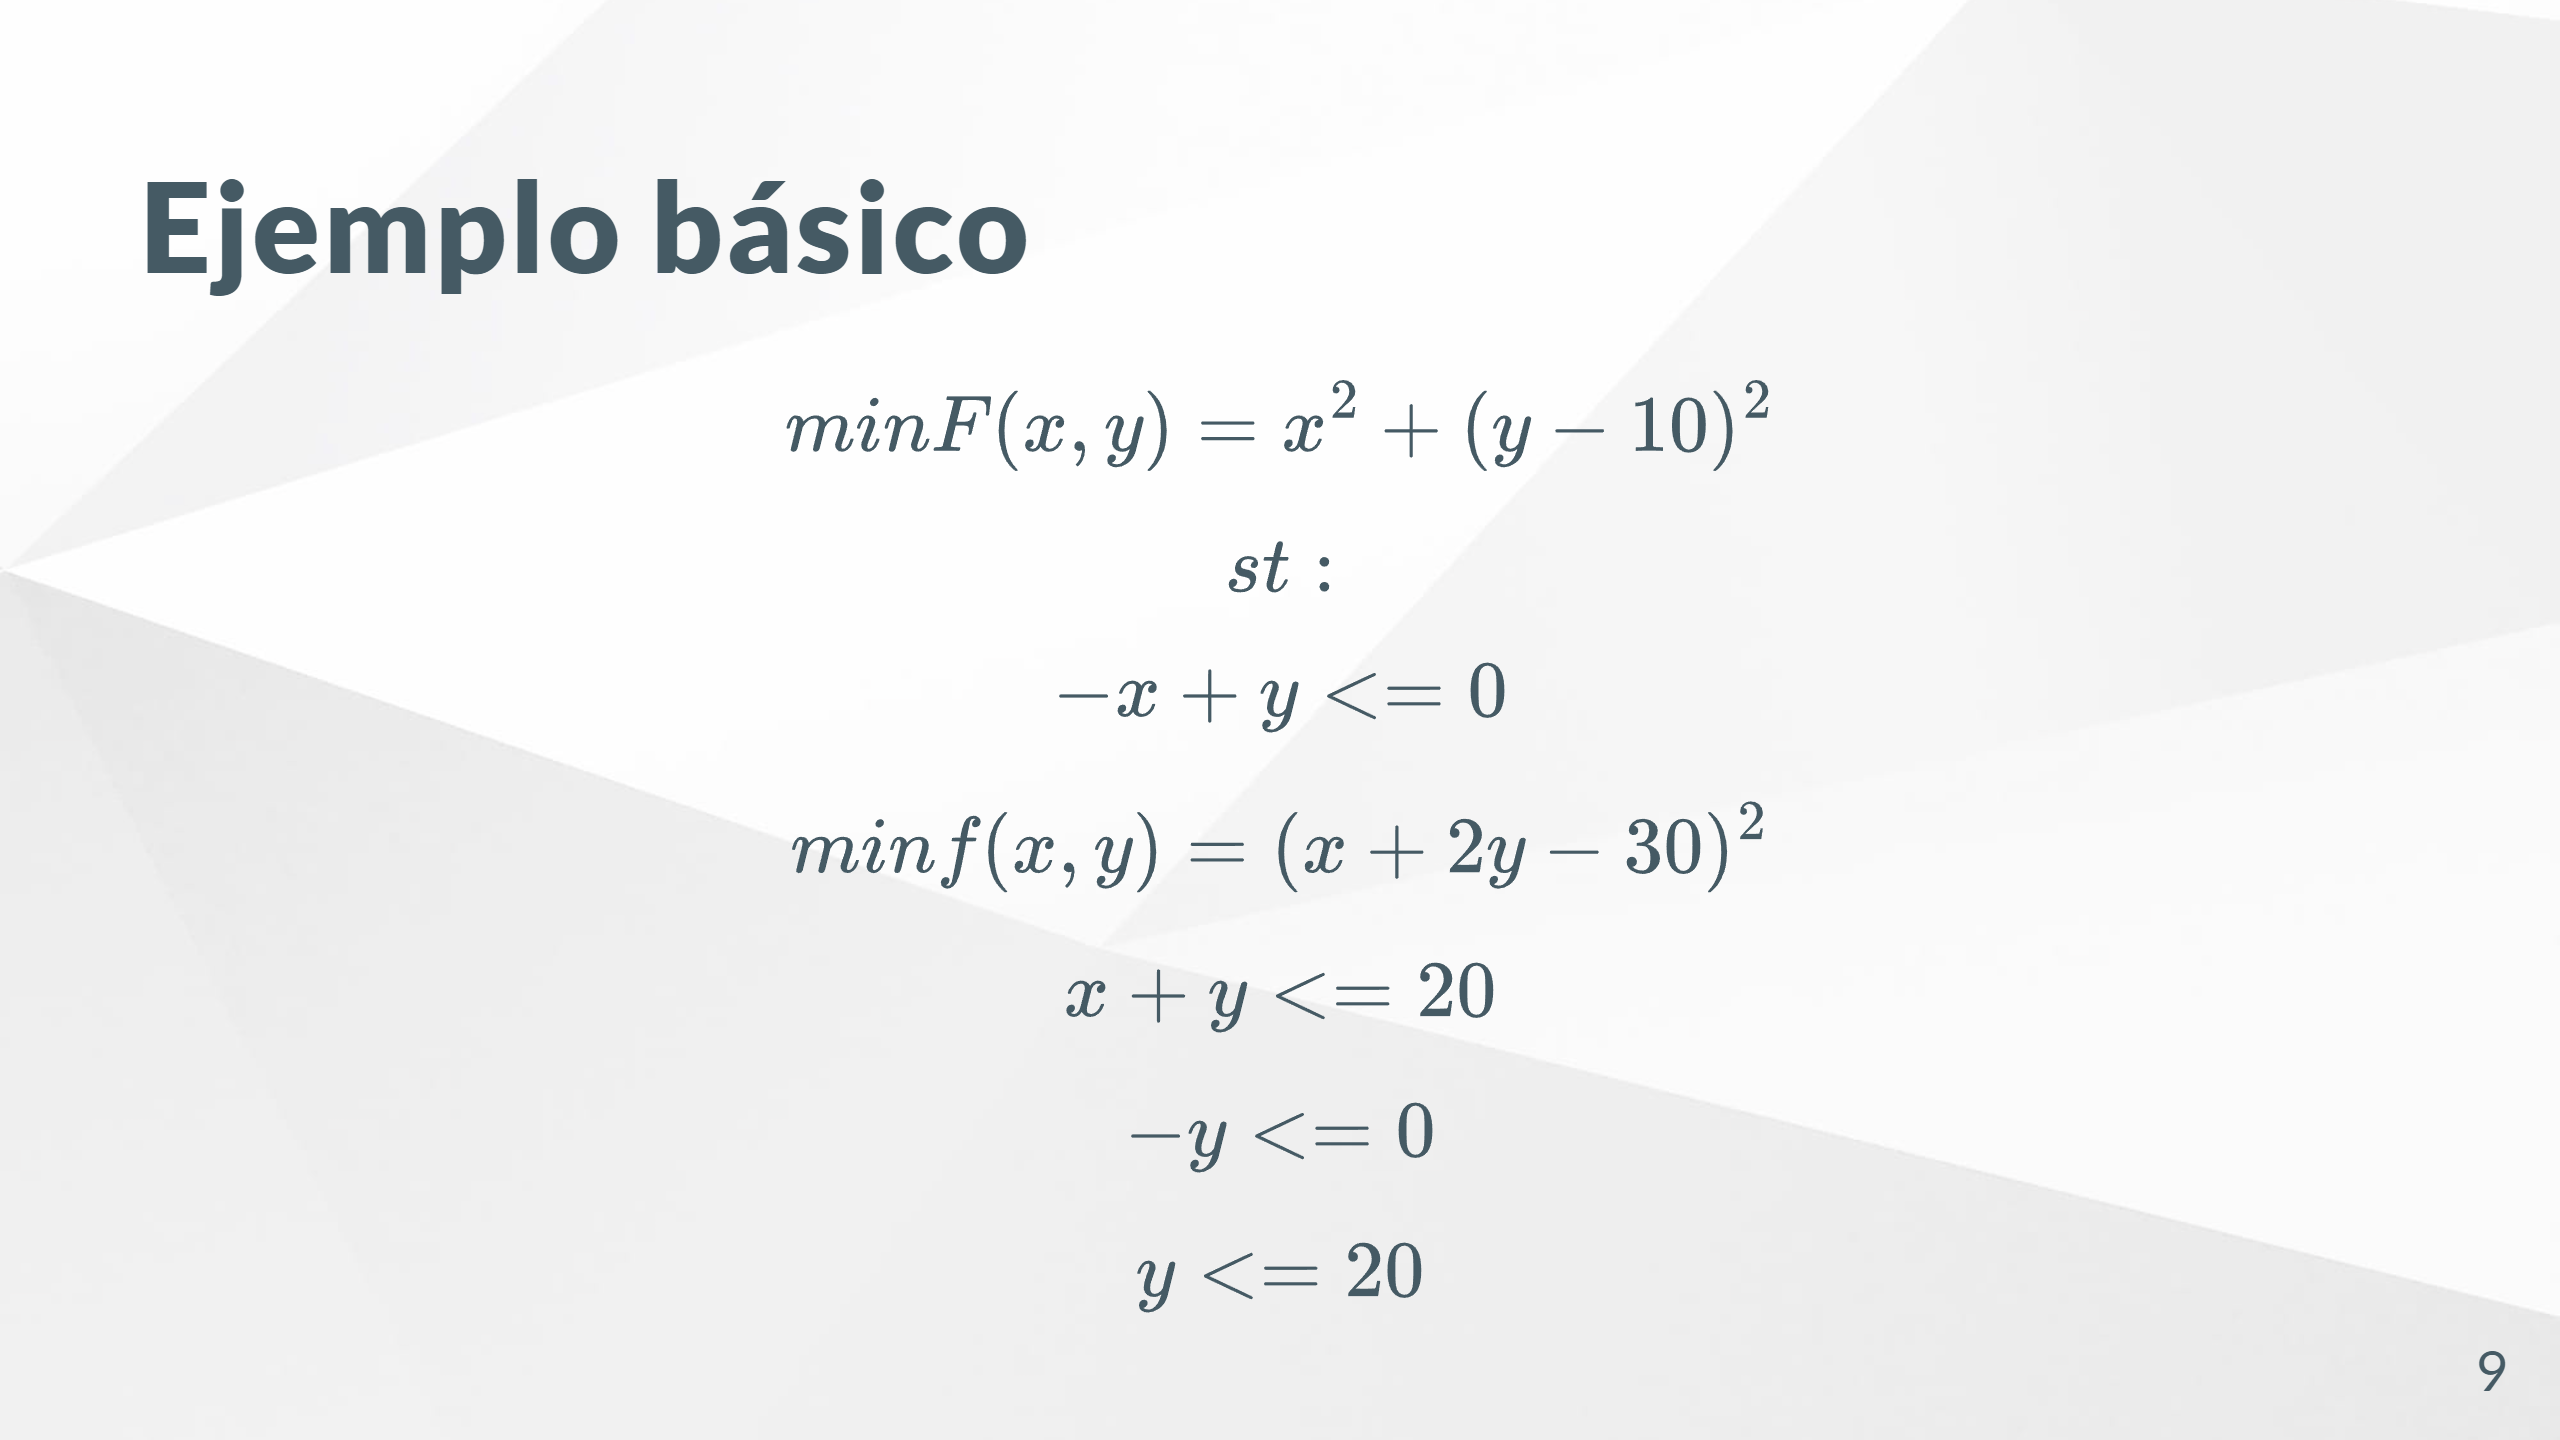 Ejemplo básico
minF(x, y) = x² + (y − 10)²
st :
−x + y <= 0
minf(x, y) = (x + 2y − 30)²
x + y <= 20
−y <= 0
y <= 20
9